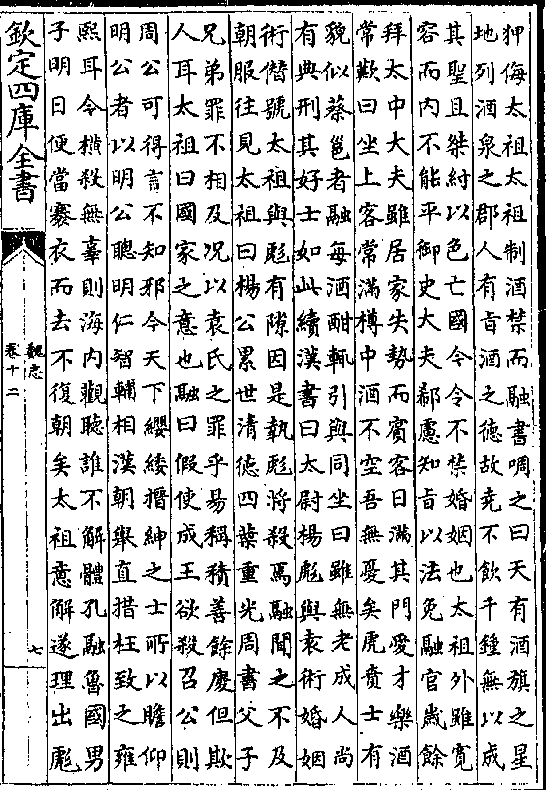 狎侮太祖太祖制酒禁而融書啁之曰天有酒旗之星
地列酒泉之郡人有旨酒之德故堯不飲千鍾無以成
其聖且桀紂以色亡國今令不禁婚姻也太祖外雖寛
容而内不能平御史大夫郗慮知旨以法免融官嵗餘
拜太中大夫雖居家失勢而賓客日滿其門愛才樂酒
常歎曰坐上客常滿樽中酒不空吾無憂矣虎賁士有
貌似蔡邕者融每酒酣輒引與同坐曰雖無老成人尚
有典刑其好士如此續漢書曰太尉楊彪與袁術婚姻
術僭號太祖與彪有隙因是執彪將殺焉融聞之不及
朝服往見太祖曰楊公累世清德四葉重光周書父子
兄弟罪不相及況以袁氏之罪乎易稱積善餘慶但欺
人耳太祖曰國家之意也融曰假使成王欲殺召公則
周公可得言不知邪今天下纓緌搢紳之士所以瞻仰
明公者以明公聰明仁智輔相漢朝舉直措枉致之雍
熙耳今橫殺無辜則海内觀聽誰不解體孔融魯國男
子明日便當褰衣而去不復朝矣太祖意解遂理出彪
欽定四庫全書
魏志
卷十二
七